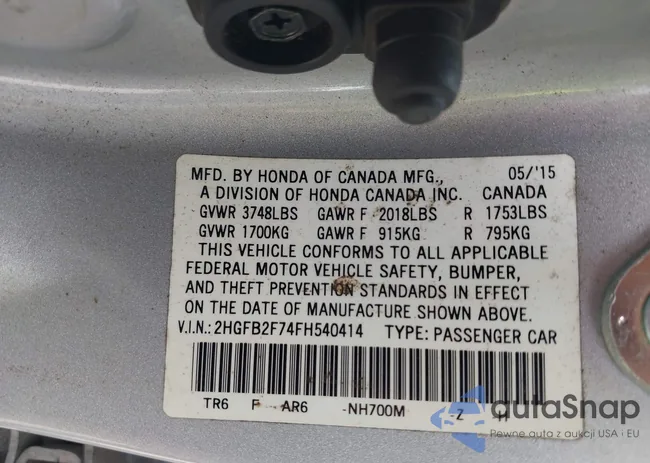 MFD. BY HONDA OF CANADA MFG., 05/'15
A DIVISION OF HONDA CANADA INC. CANADA
GVWR 3748LBS GAWR F 2018LBS R 1753LBS
GVWR 1700KG GAWR F 915KG R 795KG
THIS VEHICLE CONFORMS TO ALL APPLICABLE
FEDERAL MOTOR VEHICLE SAFETY, BUMPER,
AND THEFT PREVENTION STANDARDS IN EFFECT
ON THE DATE OF MANUFACTURE SHOWN ABOVE.
V.I.N.: 2HGFB2F74FH540414 TYPE: PASSENGER CAR
TR6 F AR6 -NH700M -Z H
autaSnap
Pewne auta z aukcji USA i EU